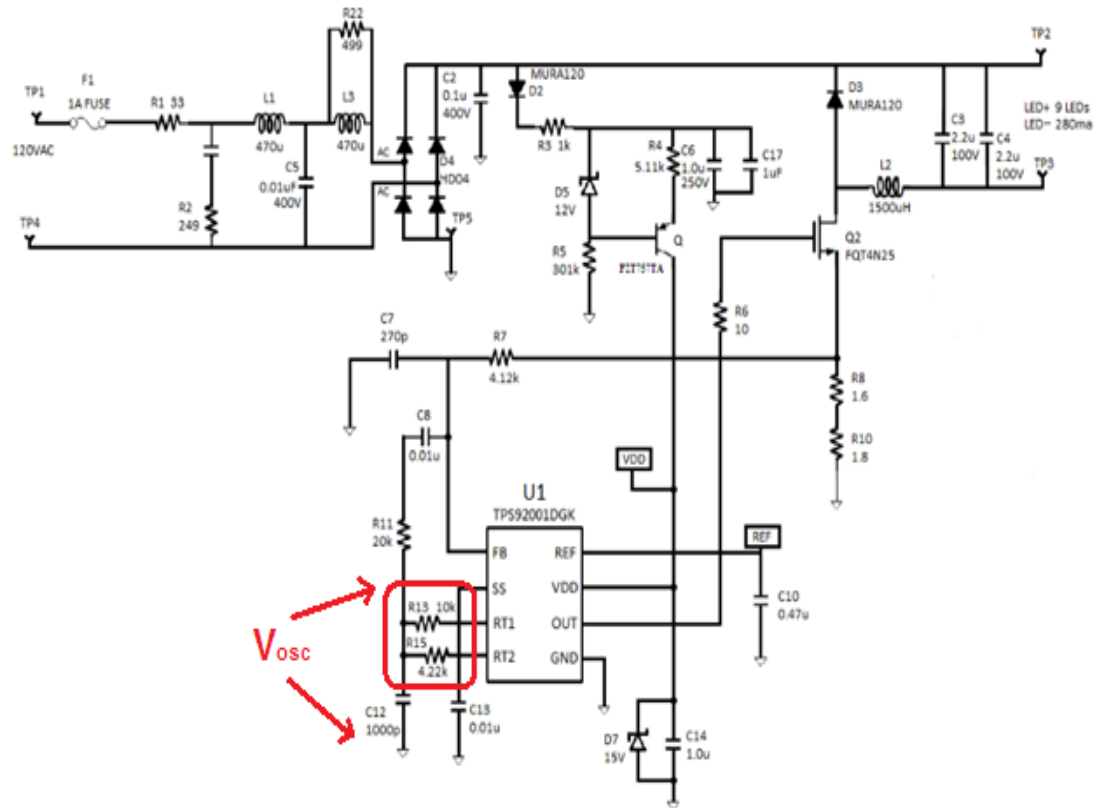 R22
499
TP1
F1
1A FUSE
R1 33
L1
470u
L3
470u
120VAC
C5
0.01uF
400V
R2
249
TP4
AC
AC
D4
HD04
TP5
C2
0.1u
400V
MURA120
D2
R3 1k
D5
12V
R4
5.11k
C6
1.0u
250V
C17
1uF
R5
301k
Q
FZT757TA
D3
MURA120
L2
1500uH
C3
2.2u
100V
C4
2.2u
100V
TP2
LED+ 9 LEDs
LED- 280ma
TP3
Q2
FQT4N25
R6
10
C7
270p
R7
4.12k
R8
1.6
R10
1.8
C8
0.01u
R11
20k
VDD
U1
TPS92001DGK
FB
SS
RT1
RT2
REF
VDD
OUT
GND
REF
C10
0.47u
R13 10k
R15
4.22k
Vosc
C12
1000p
C13
0.01u
D7
15V
C14
1.0u